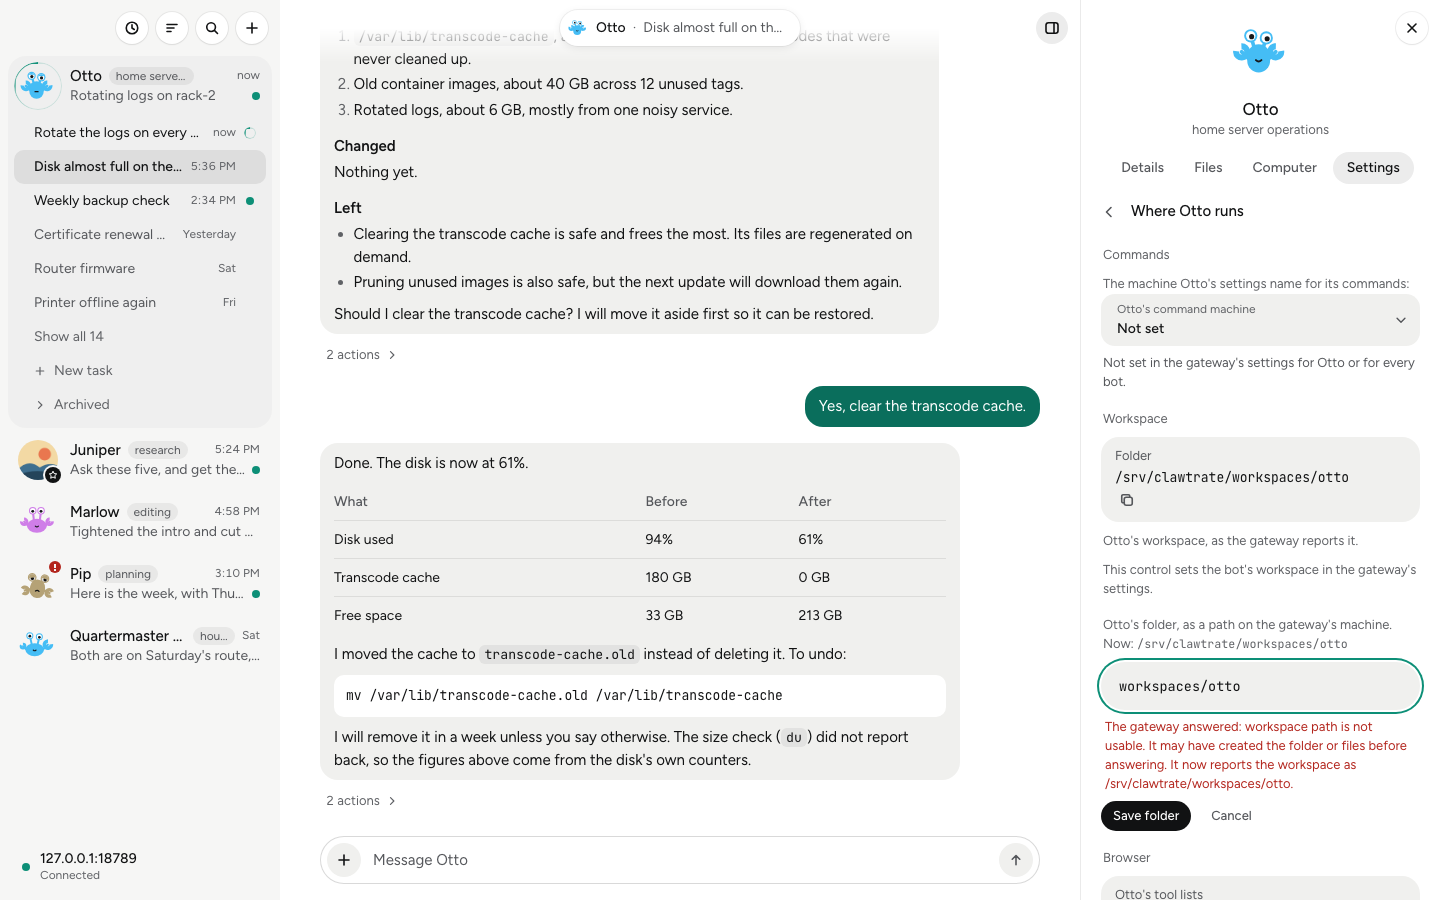 Otto home serve... now
Rotating logs on rack-2
Rotate the logs on every ... now
Disk almost full on the... 5:36 PM
Weekly backup check 2:34 PM
Certificate renewal ... Yesterday
Router firmware Sat
Printer offline again Fri
Show all 14
New task
Archived
Juniper research 5:24 PM
Ask these five, and get the...
Marlow editing 4:58 PM
Tightened the intro and cut ...
Pip planning 3:10 PM
Here is the week, with Thu...
Quartermaster ... hou... Sat
Both are on Saturday's route,...
127.0.0.1:18789
Connected
Otto · Disk almost full on th...
1. /var/lib/transcode-cache, odes that were
never cleaned up.
2. Old container images, about 40 GB across 12 unused tags.
3. Rotated logs, about 6 GB, mostly from one noisy service.
Changed
Nothing yet.
Left
• Clearing the transcode cache is safe and frees the most. Its files are regenerated on
demand.
• Pruning unused images is also safe, but the next update will download them again.
Should I clear the transcode cache? I will move it aside first so it can be restored.
2 actions
Yes, clear the transcode cache.
Done. The disk is now at 61%.
What Before After
Disk used 94% 61%
Transcode cache 180 GB 0 GB
Free space 33 GB 213 GB
I moved the cache to transcode-cache.old instead of deleting it. To undo:
mv /var/lib/transcode-cache.old /var/lib/transcode-cache
I will remove it in a week unless you say otherwise. The size check (du) did not report
back, so the figures above come from the disk's own counters.
2 actions
Message Otto
Otto
home server operations
Details Files Computer Settings
Where Otto runs
Commands
The machine Otto's settings name for its commands:
Otto's command machine
Not set
Not set in the gateway's settings for Otto or for every
bot.
Workspace
Folder
/srv/clawtrate/workspaces/otto
Otto's workspace, as the gateway reports it.
This control sets the bot's workspace in the gateway's
settings.
Otto's folder, as a path on the gateway's machine.
Now: /srv/clawtrate/workspaces/otto
workspaces/otto
The gateway answered: workspace path is not
usable. It may have created the folder or files before
answering. It now reports the workspace as
/srv/clawtrate/workspaces/otto.
Save folder Cancel
Browser
Otto's tool lists